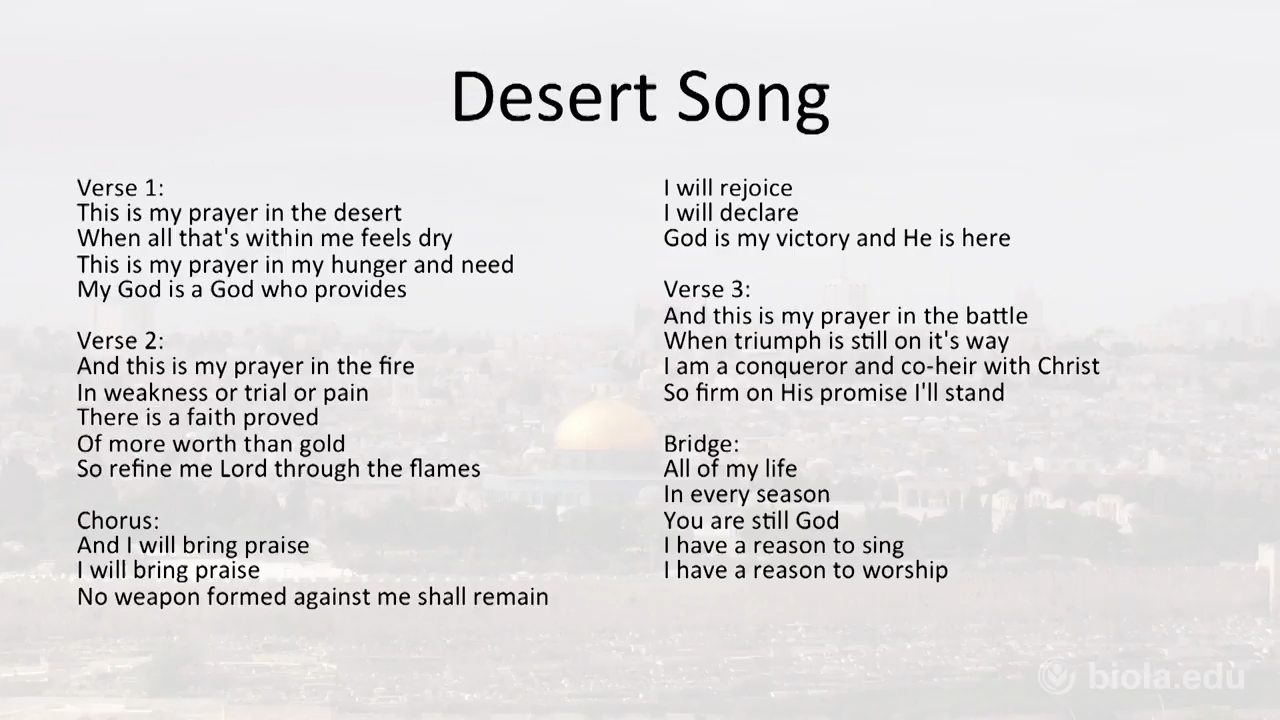 Desert Song
Verse 1:
This is my prayer in the desert
When all that's within me feels dry
This is my prayer in my hunger and need
My God is a God who provides
Verse 2:
And this is my prayer in the fire
In weakness or trial or pain
There is a faith proved
Of more worth than gold
So refine me Lord through the flames
Chorus:
And I will bring praise
I will bring praise
No weapon formed against me shall remain
I will rejoice
I will declare
God is my victory and He is here
Verse 3:
And this is my prayer in the battle
When triumph is still on it's way
I am a conqueror and co-heir with Christ
So firm on His promise I'll stand
Bridge:
All of my life
In every season
You are still God
I have a reason to sing
I have a reason to worship
biola.edu